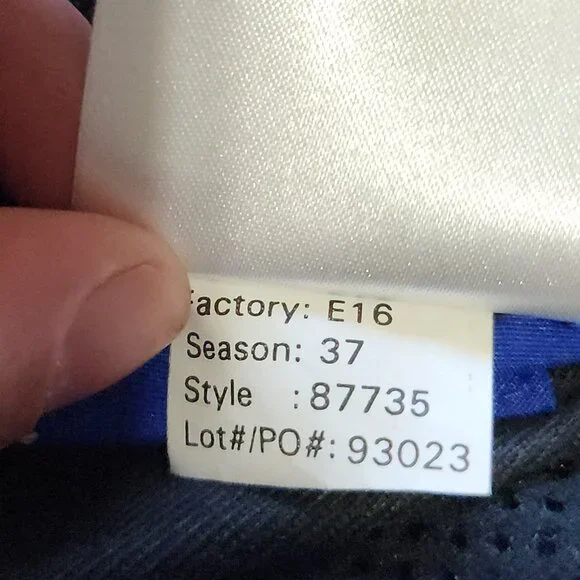 Factory: E16
Season: 37
Style : 87735
Lot#/PO#: 93023